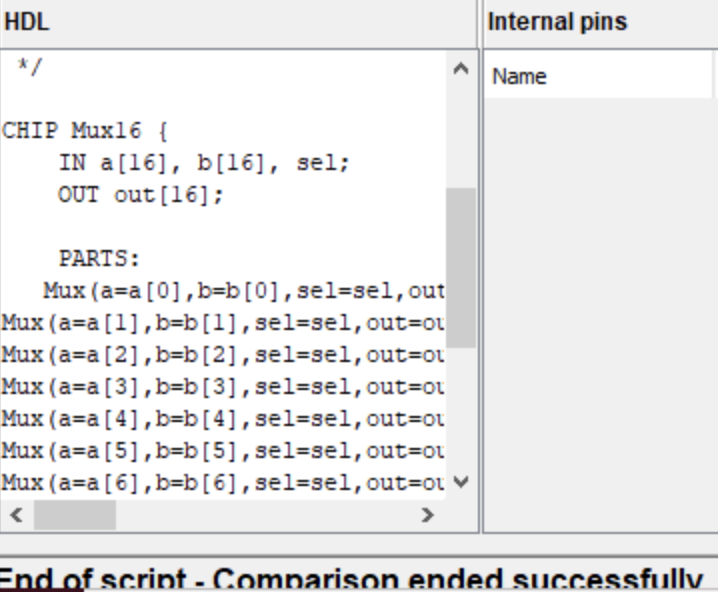 HDL
Internal pins
*/
Name
CHIP Mux16 {
IN a[16], b[16], sel;
OUT out[16];
PARTS:
Mux(a=a[0],b=b[0],sel=sel,out
Mux(a=a[1],b=b[1],sel=sel,out=ou
Mux(a=a[2],b=b[2],sel=sel,out=ou
Mux(a=a[3],b=b[3],sel=sel,out=ou
Mux(a=a[4],b=b[4],sel=sel,out=ou
Mux(a=a[5],b=b[5],sel=sel,out=ou
Mux(a=a[6],b=b[6],sel=sel,out=ou
End of script - Comparison ended successfully